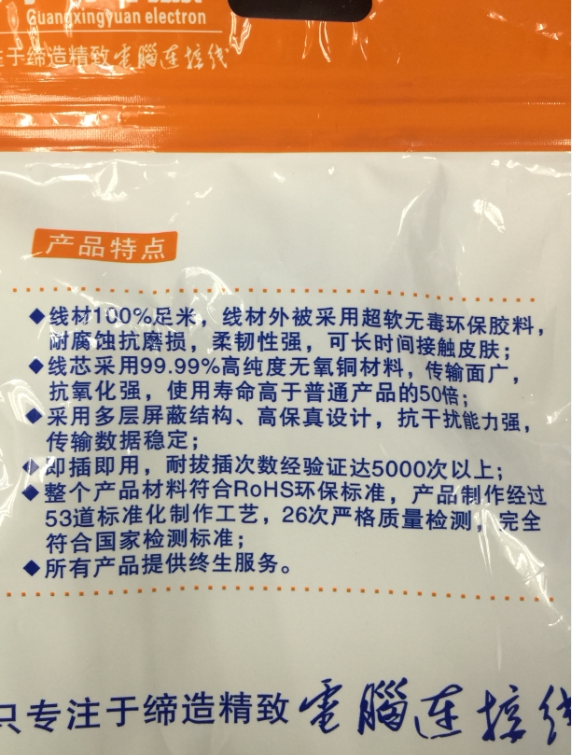 Guangxingyuan electron
于缔造精致電腦连接线
产品特点
◆线材100%足米，线材外被采用超软无毒环保胶料，
耐腐蚀抗磨损，柔韧性强，可长时间接触皮肤；
◆线芯采用99.99%高纯度无氧铜材料，传输面广，
抗氧化强，使用寿命高于普通产品的50倍；
◆采用多层屏蔽结构、高保真设计，抗干扰能力强，
传输数据稳定；
◆即插即用，耐拔插次数经验证达5000次以上；
◆整个产品材料符合RoHS环保标准，产品制作经过
53道标准化制作工艺，26次严格质量检测，完全
符合国家检测标准；
◆所有产品提供终生服务。
只专注于缔造精致電腦连接线